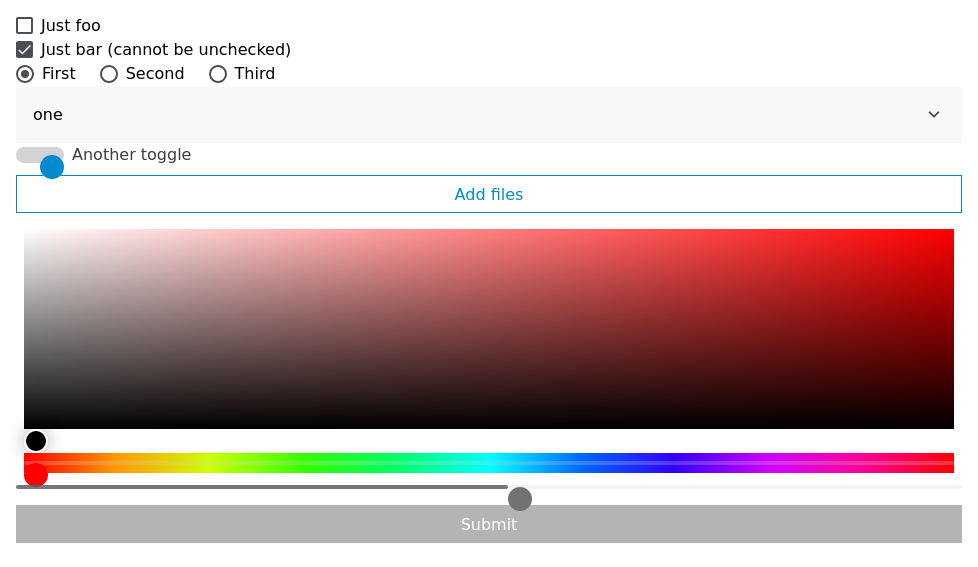 Just foo
Just bar (cannot be unchecked)
First Second Third
one
Another toggle
Add files
Submit